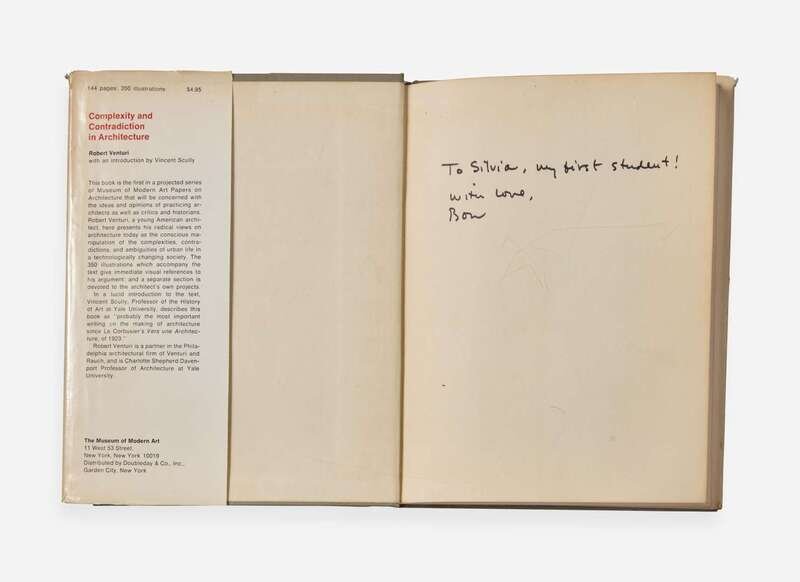 144 pages; 350 illustrations $4.95
Complexity and
Contradiction
in Architecture
Robert Venturi
with an introduction by Vincent Scully
This book is the first in a projected series
of Museum of Modern Art Papers on
Architecture that will be concerned with
the ideas and opinions of practicing ar-
chitects as well as critics and historians.
Robert Venturi, a young American archi-
tect, here presents his radical views on
architecture today as the conscious ma-
nipulation of the complexities, contra-
dictions, and ambiguities of urban life in
a technologically changing society. The
350 illustrations which accompany the
text give immediate visual references to
his argument; and a separate section is
devoted to the architect's own projects.
In a lucid introduction to the text,
Vincent Scully, Professor of the History
of Art at Yale University, describes this
book as "probably the most important
writing on the making of architecture
since Le Corbusier's Vers une Architec-
ture, of 1923."
Robert Venturi is a partner in the Phila-
delphia architectural firm of Venturi and
Rauch, and is Charlotte Shepherd Daven-
port Professor of Architecture at Yale
University.
The Museum of Modern Art
11 West 53 Street,
New York, New York 10019
Distributed by Doubleday & Co., Inc.,
Garden City, New York
To Silvia, my first student!
with love,
Bob